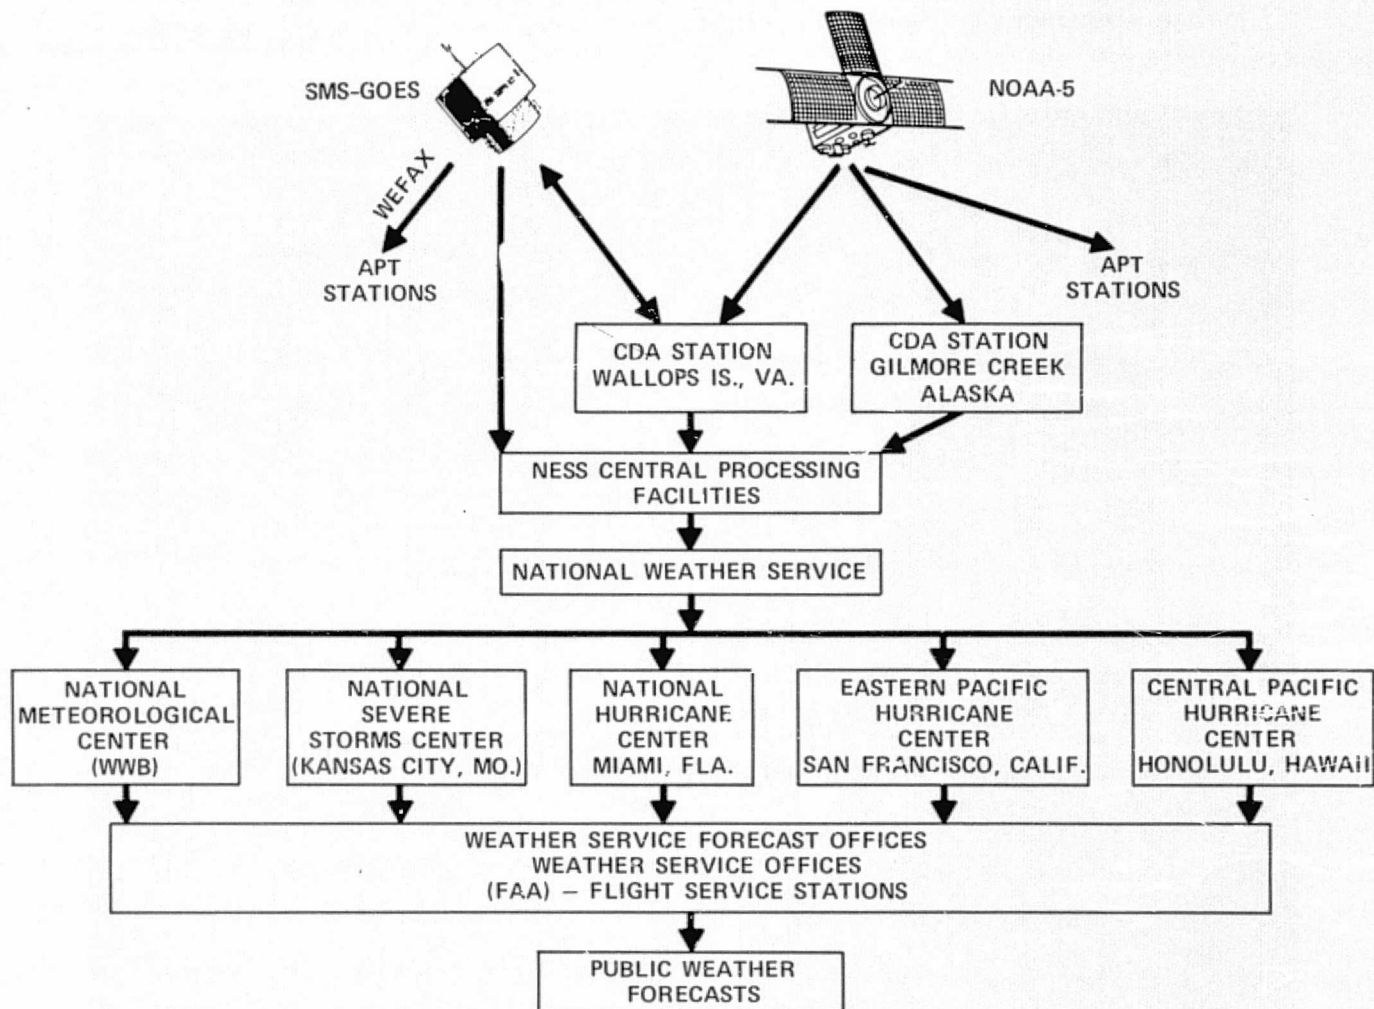 SMS-GOES
NOAA-5
WEFAX
APT
STATIONS
APT
STATIONS
CDA STATION
WALLOPS IS., VA.
CDA STATION
GILMORE CREEK
ALASKA
NESS CENTRAL PROCESSING
FACILITIES
NATIONAL WEATHER SERVICE
NATIONAL
METEOROLOGICAL
CENTER
(WWB)
NATIONAL
SEVERE
STORMS CENTER
(KANSAS CITY, MO.)
NATIONAL
HURRICANE
CENTER
MIAMI, FLA.
EASTERN PACIFIC
HURRICANE
CENTER
SAN FRANCISCO, CALIF.
CENTRAL PACIFIC
HURRICANE
CENTER
HONOLULU, HAWAII
WEATHER SERVICE FORECAST OFFICES
WEATHER SERVICE OFFICES
(FAA) – FLIGHT SERVICE STATIONS
PUBLIC WEATHER
FORECASTS